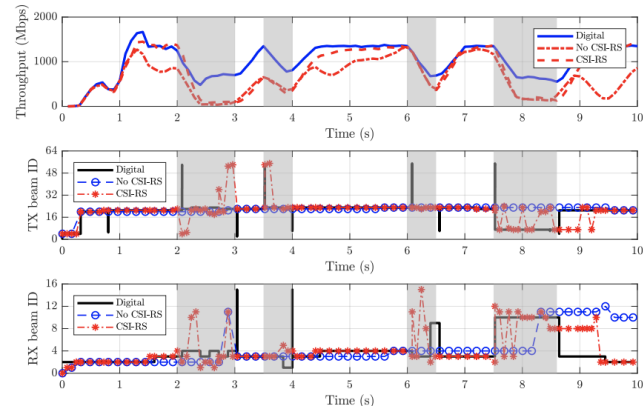 Throughput (Mbps)
2000
1000
0
Digital
No CSI-RS
CSI-RS
0 1 2 3 4 5 6 7 8 9 10
Time (s)
TX beam ID
64
52
42
32
22
16
0
Digital
No CSI-RS
CSI-RS
0 1 2 3 4 5 6 7 8 9 10
Time (s)
RX beam ID
16
12
8
4
0
Digital
No CSI-RS
CSI-RS
0 1 2 3 4 5 6 7 8 9 10
Time (s)